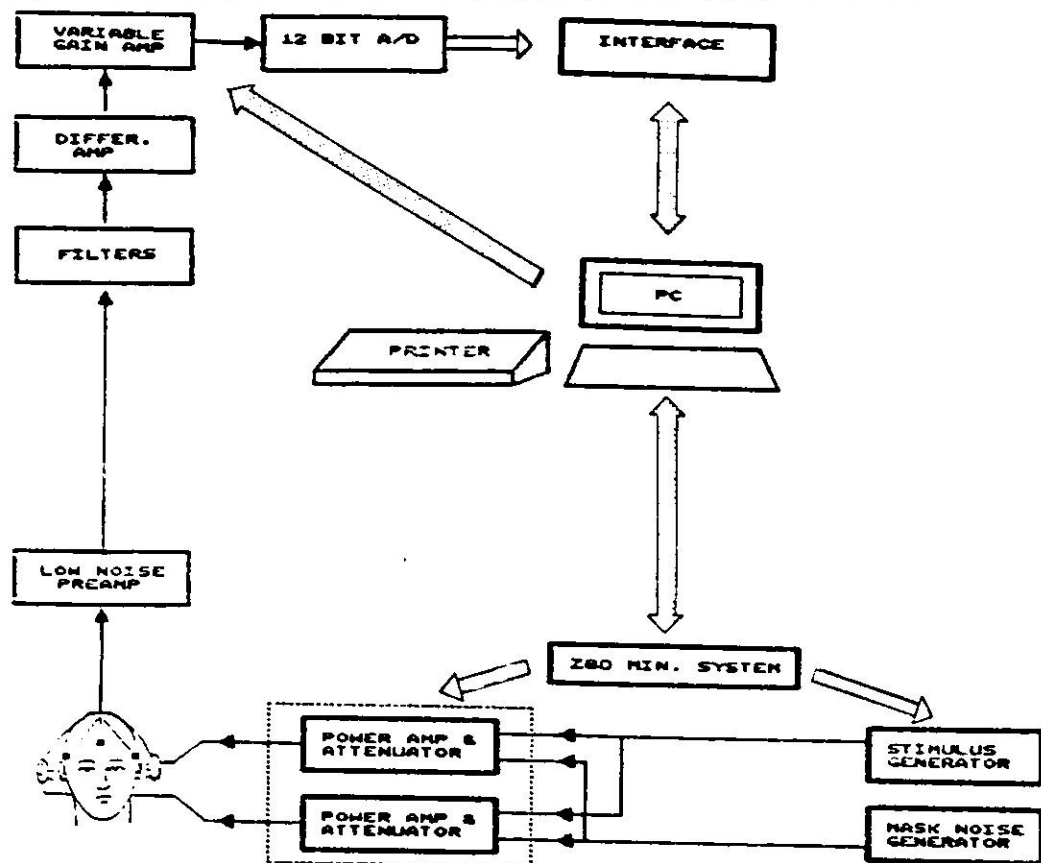 VARIABLE
GAIN AMP
12 BIT A/D
INTERFACE
DIFFER.
AMP
FILTERS
PC
PRINTER
LOW NOISE
PREAMP
Z80 MIN. SYSTEM
POWER AMP &
ATTENUATOR
STIMULUS
GENERATOR
POWER AMP &
ATTENUATOR
MASK NOISE
GENERATOR